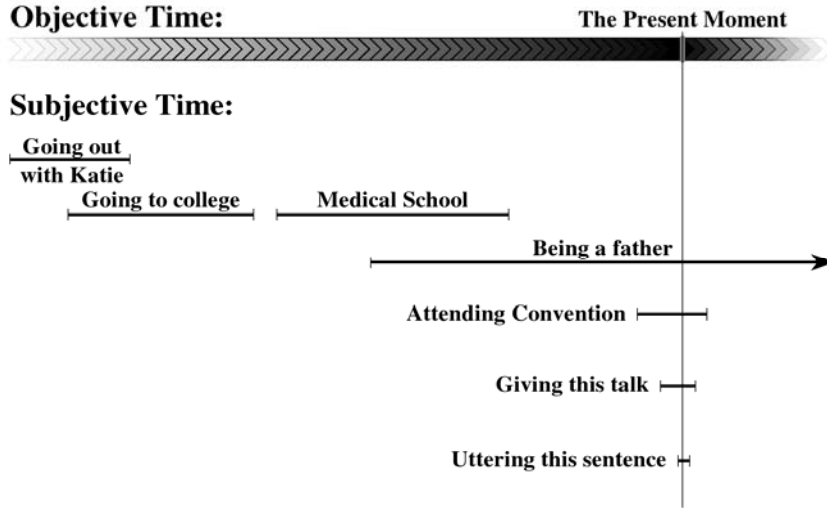 Objective Time:
The Present Moment
Subjective Time:
Going out
with Katie
Going to college
Medical School
Being a father
Attending Convention
Giving this talk
Uttering this sentence